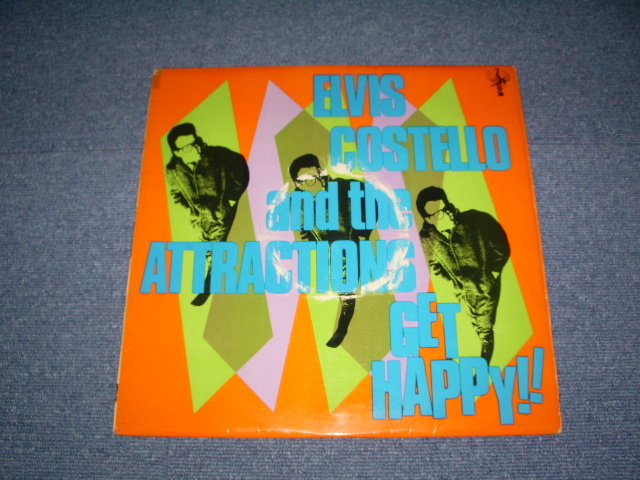 ELVIS
COSTELLO
and the
ATTRACTIONS
GET
HAPPY!!